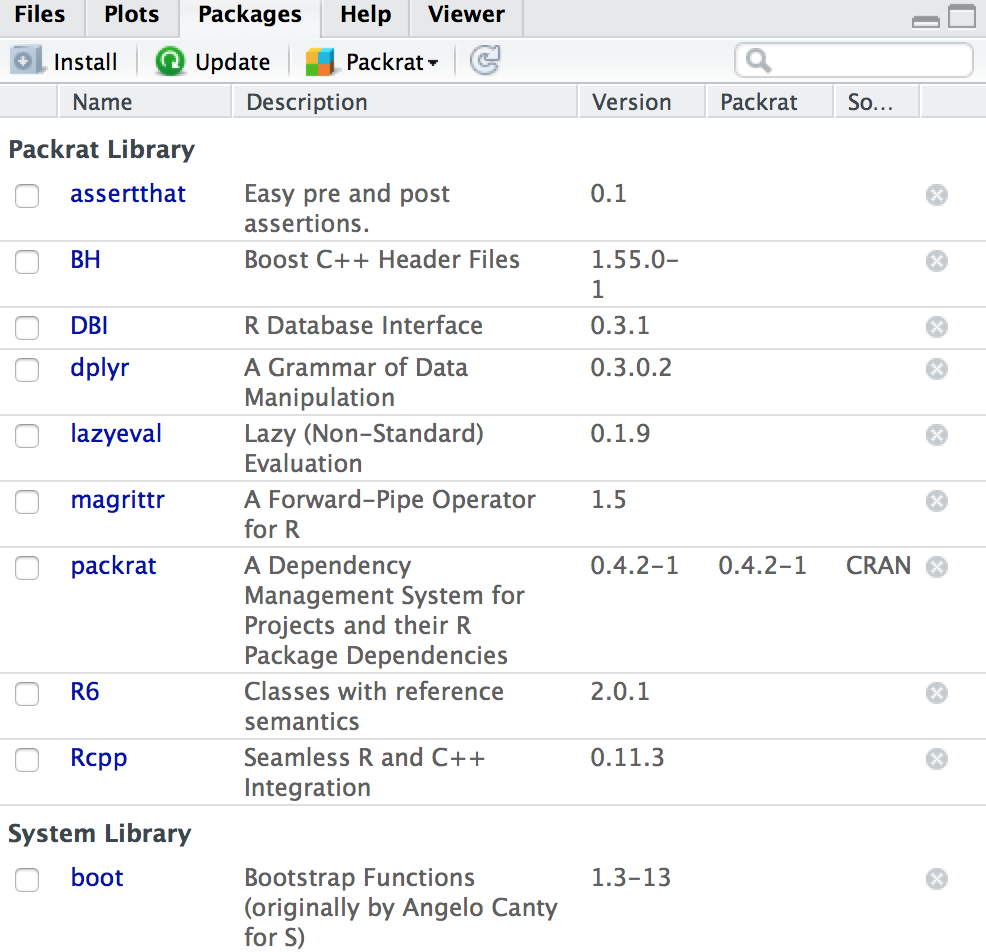 Files Plots Packages Help Viewer
Install Update Packrat
Name Description Version Packrat So...
Packrat Library
assertthat Easy pre and post 0.1
assertions.
BH Boost C++ Header Files 1.55.0-
1
DBI R Database Interface 0.3.1
dplyr A Grammar of Data 0.3.0.2
Manipulation
lazyeval Lazy (Non-Standard) 0.1.9
Evaluation
magrittr A Forward-Pipe Operator 1.5
for R
packrat A Dependency 0.4.2-1 0.4.2-1 CRAN
Management System for
Projects and their R
Package Dependencies
R6 Classes with reference 2.0.1
semantics
Rcpp Seamless R and C++ 0.11.3
Integration
System Library
boot Bootstrap Functions 1.3-13
(originally by Angelo Canty
for S)